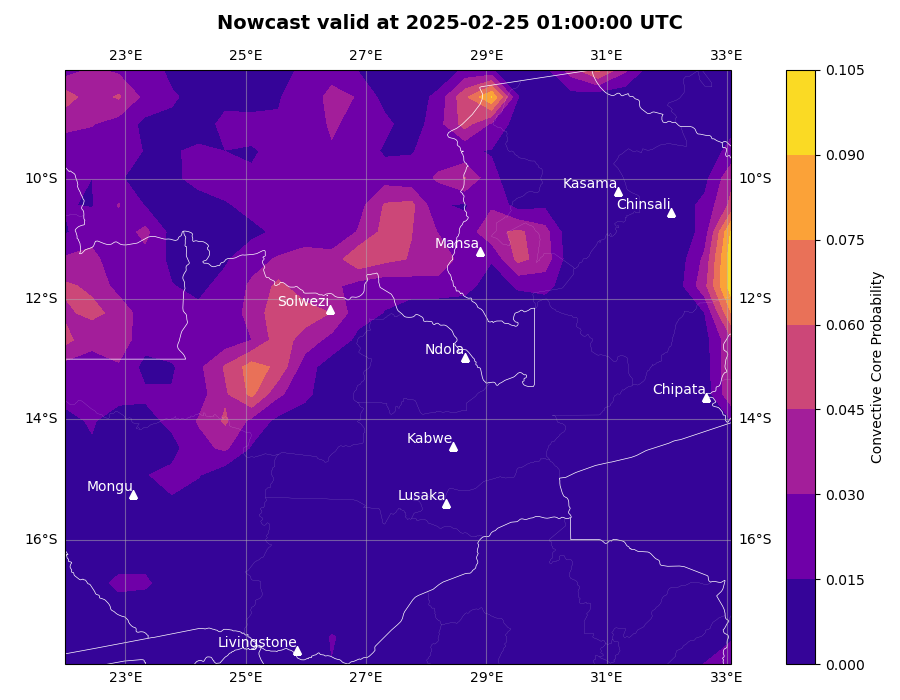 Nowcast valid at 2025-02-25 01:00:00 UTC
23°E 25°E 27°E 29°E 31°E 33°E
0.105
0.090
10°S 10°S
Kasama
Chinsali
0.075
Mansa
12°S 12°S
Solwezi
0.060
Ndola
Chipata
0.045
14°S 14°S
Kabwe
Mongu
Lusaka
0.030
16°S 16°S
0.015
Livingstone
0.000
23°E 25°E 27°E 29°E 31°E 33°E
Convective Core Probability